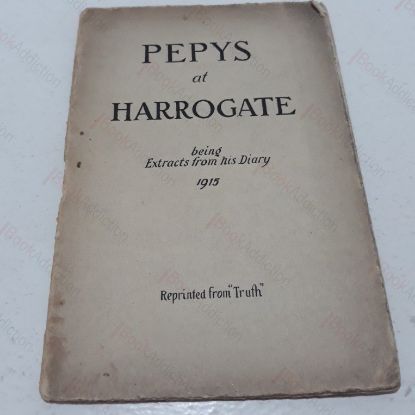 PEPYS
at
HARROGATE
being
Extracts from his Diary
1915
Reprinted from "Truth"